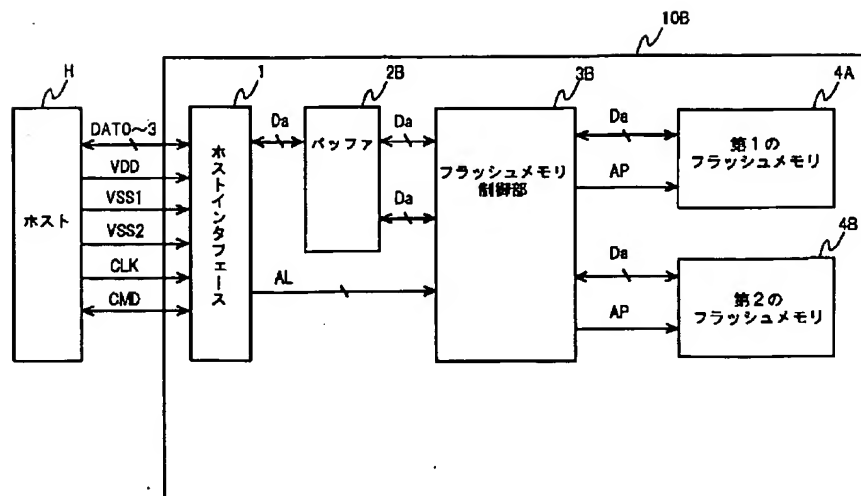 10B
H
1
2B
3B
4A
DAT0～3
VDD
VSS1
VSS2
CLK
CMD
ホスト
ホストインタフェース
Da
バッファ
Da
Da
AL
フラッシュメモリ
制御部
Da
AP
第1の
フラッシュメモリ
4B
Da
AP
第2の
フラッシュメモリ